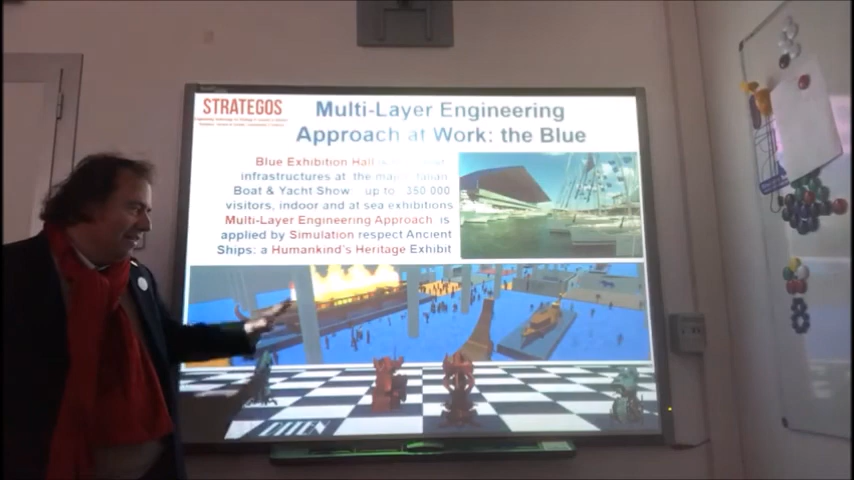 STRATEGOS
Multi-Layer Engineering
Approach at Work: the Blue
Blue Exhibition Hall
infrastructures at the major Italian
Boat & Yacht Show up to 350 000
visitors, indoor and at sea exhibitions
Multi-Layer Engineering Approach is
applied by Simulation respect Ancient
Ships: a Humankind's Heritage Exhibit